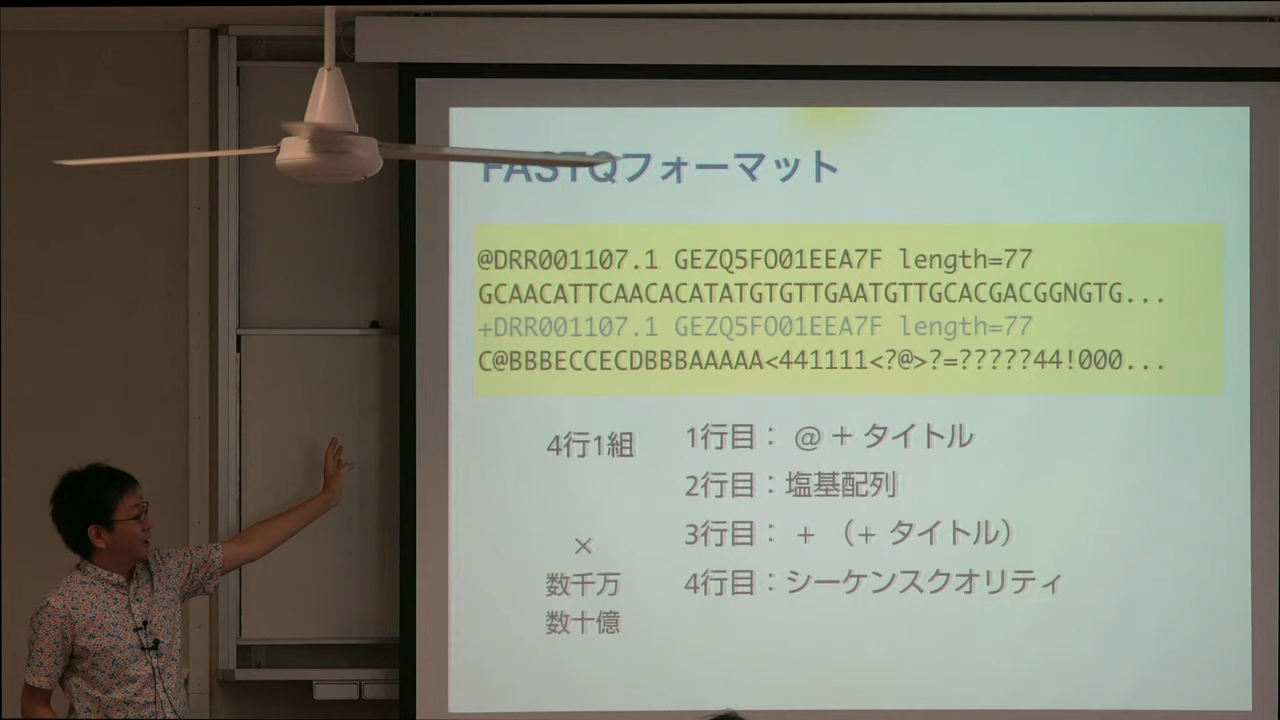 FASTQフォーマット
@DRR001107.1 GEZQ5FO01EEA7F length=77
GCAACATTCAACACATATGTGTTGAATGTTGCACGACGGNGTG...
+DRR001107.1 GEZQ5FO01EEA7F length=77
C@BBBECCECDBBBAAAAA<441111<?@>?=?????44!000...
4行1組
×
数千万
数十億
1行目： @ + タイトル
2行目：塩基配列
3行目： + （+ タイトル）
4行目：シーケンスクオリティ